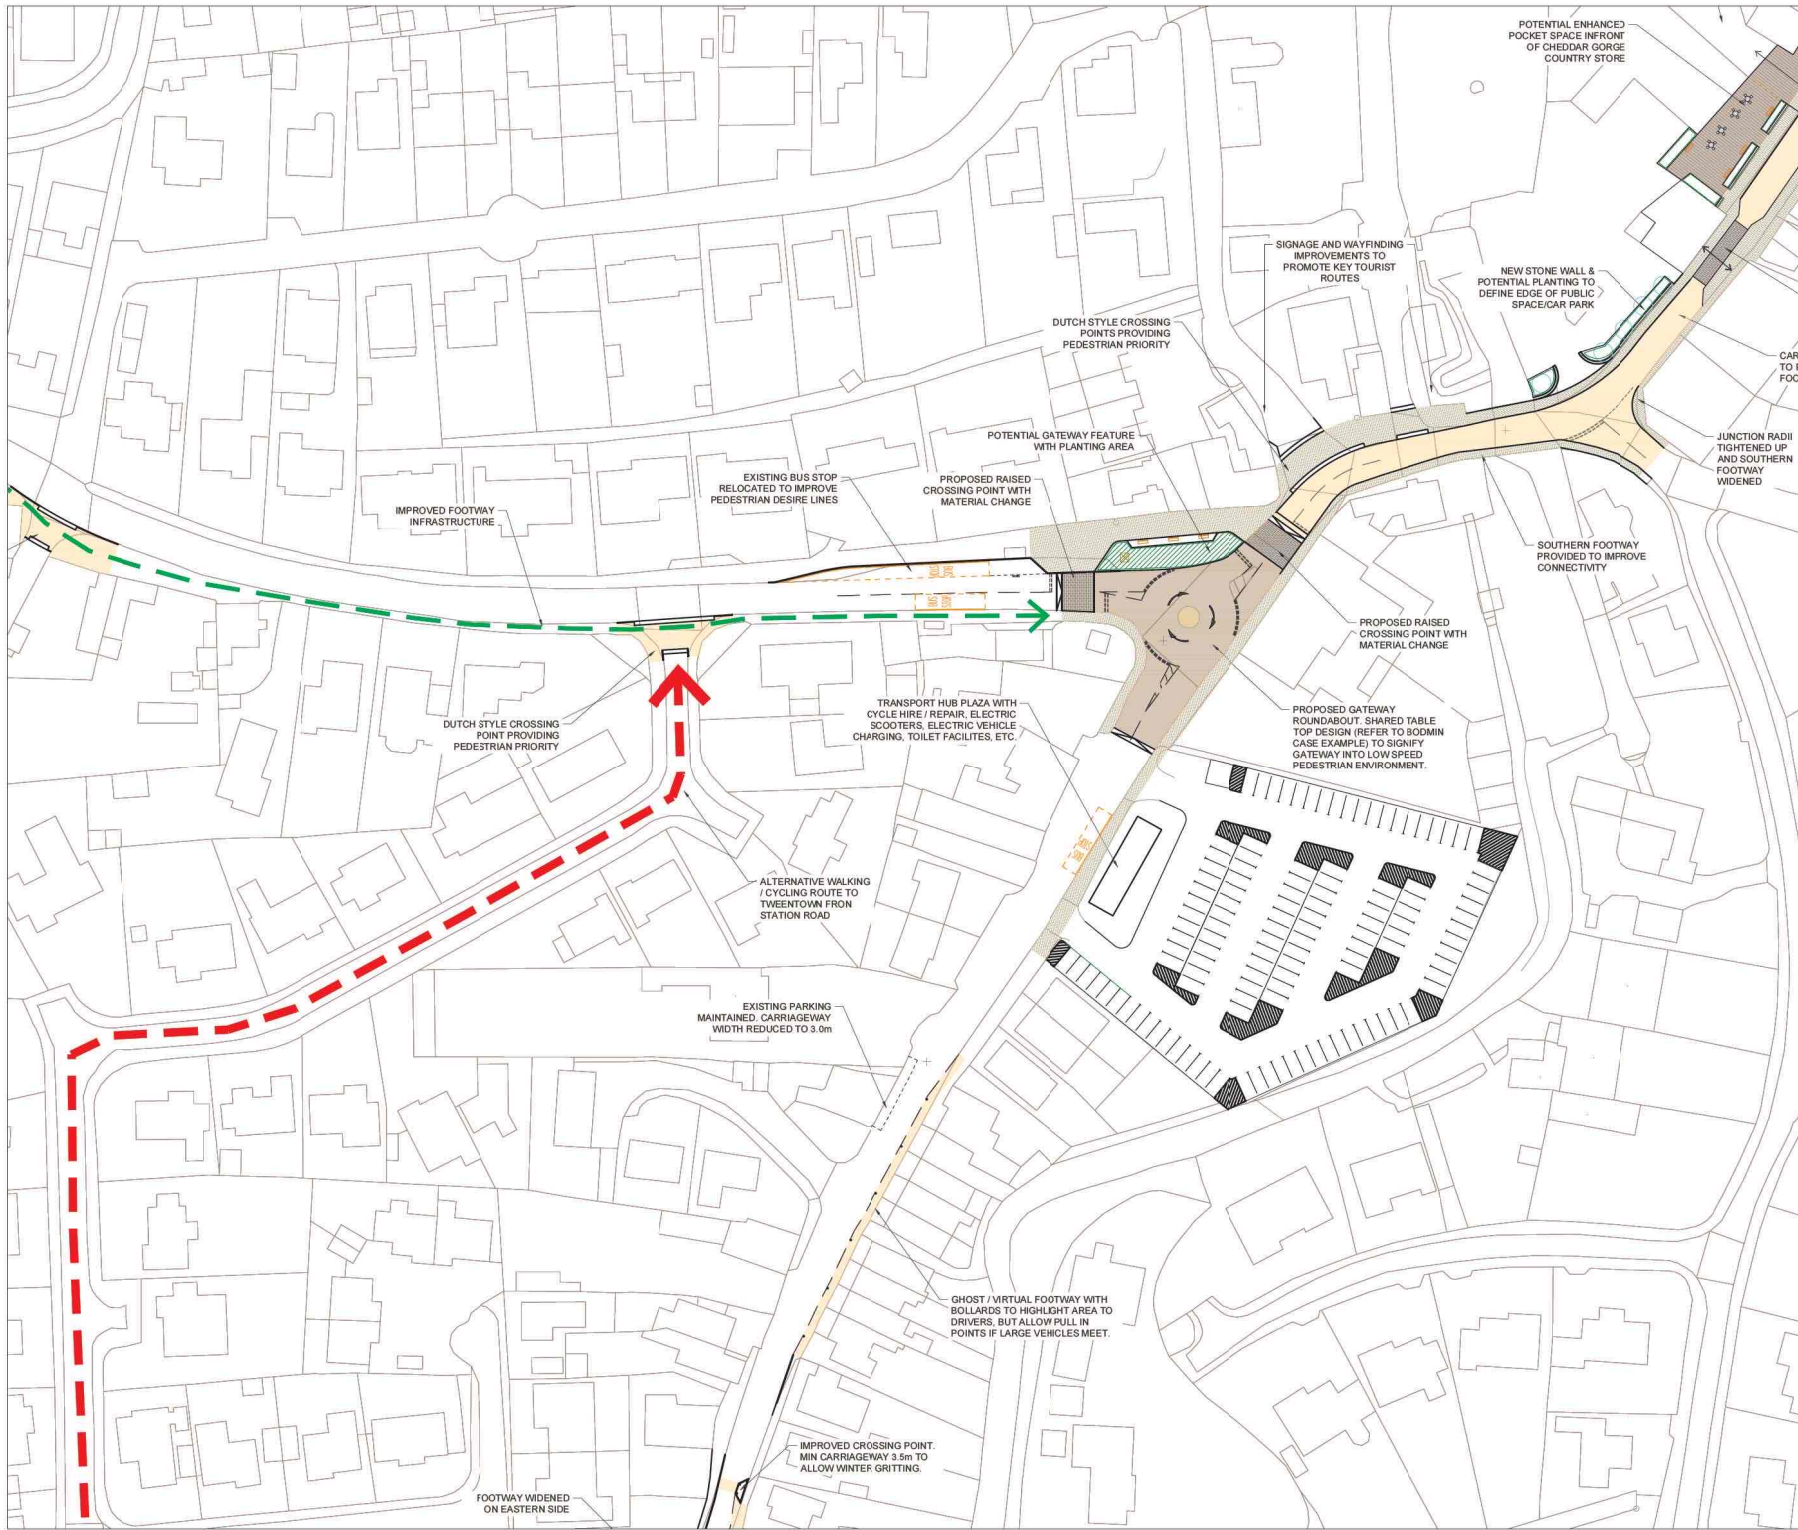 POTENTIAL ENHANCED
POCKET SPACE INFRONT
OF CHEDDAR GORGE
COUNTRY STORE
SIGNAGE AND WAYFINDING
IMPROVEMENTS TO
PROMOTE KEY TOURIST
ROUTES
NEW STONE WALL &
POTENTIAL PLANTING TO
DEFINE EDGE OF PUBLIC
SPACE/CAR PARK
DUTCH STYLE CROSSING
POINTS PROVIDING
PEDESTRIAN PRIORITY
CAR
TO
FOO
POTENTIAL GATEWAY FEATURE
WITH PLANTING AREA
JUNCTION RADII
TIGHTENED UP
AND SOUTHERN
FOOTWAY
WIDENED
EXISTING BUS STOP
RELOCATED TO IMPROVE
PEDESTRIAN DESIRE LINES
PROPOSED RAISED
CROSSING POINT WITH
MATERIAL CHANGE
IMPROVED FOOTWAY
INFRASTRUCTURE
SOUTHERN FOOTWAY
PROVIDED TO IMPROVE
CONNECTIVITY
BUS
STOP
BUS
CAGE
PROPOSED RAISED
CROSSING POINT WITH
MATERIAL CHANGE
DUTCH STYLE CROSSING
POINT PROVIDING
PEDESTRIAN PRIORITY
TRANSPORT HUB PLAZA WITH
CYCLE HIRE / REPAIR, ELECTRIC
SCOOTERS, ELECTRIC VEHICLE
CHARGING, TOILET FACILITES, ETC.
PROPOSED GATEWAY
ROUNDABOUT. SHARED TABLE
TOP DESIGN (REFER TO BODMIN
CASE EXAMPLE) TO SIGNIFY
GATEWAY INTO LOW SPEED
PEDESTRIAN ENVIRONMENT.
BUS
STOP
ALTERNATIVE WALKING
/ CYCLING ROUTE TO
TWEENTOWN FRON
STATION ROAD
EXISTING PARKING
MAINTAINED. CARRIAGEWAY
WIDTH REDUCED TO 3.0m
GHOST / VIRTUAL FOOTWAY WITH
BOLLARDS TO HIGHLIGHT AREA TO
DRIVERS, BUT ALLOW PULL IN
POINTS IF LARGE VEHICLES MEET.
IMPROVED CROSSING POINT.
MIN CARRIAGEWAY 3.5m TO
ALLOW WINTER GRITTING.
FOOTWAY WIDENED
ON EASTERN SIDE